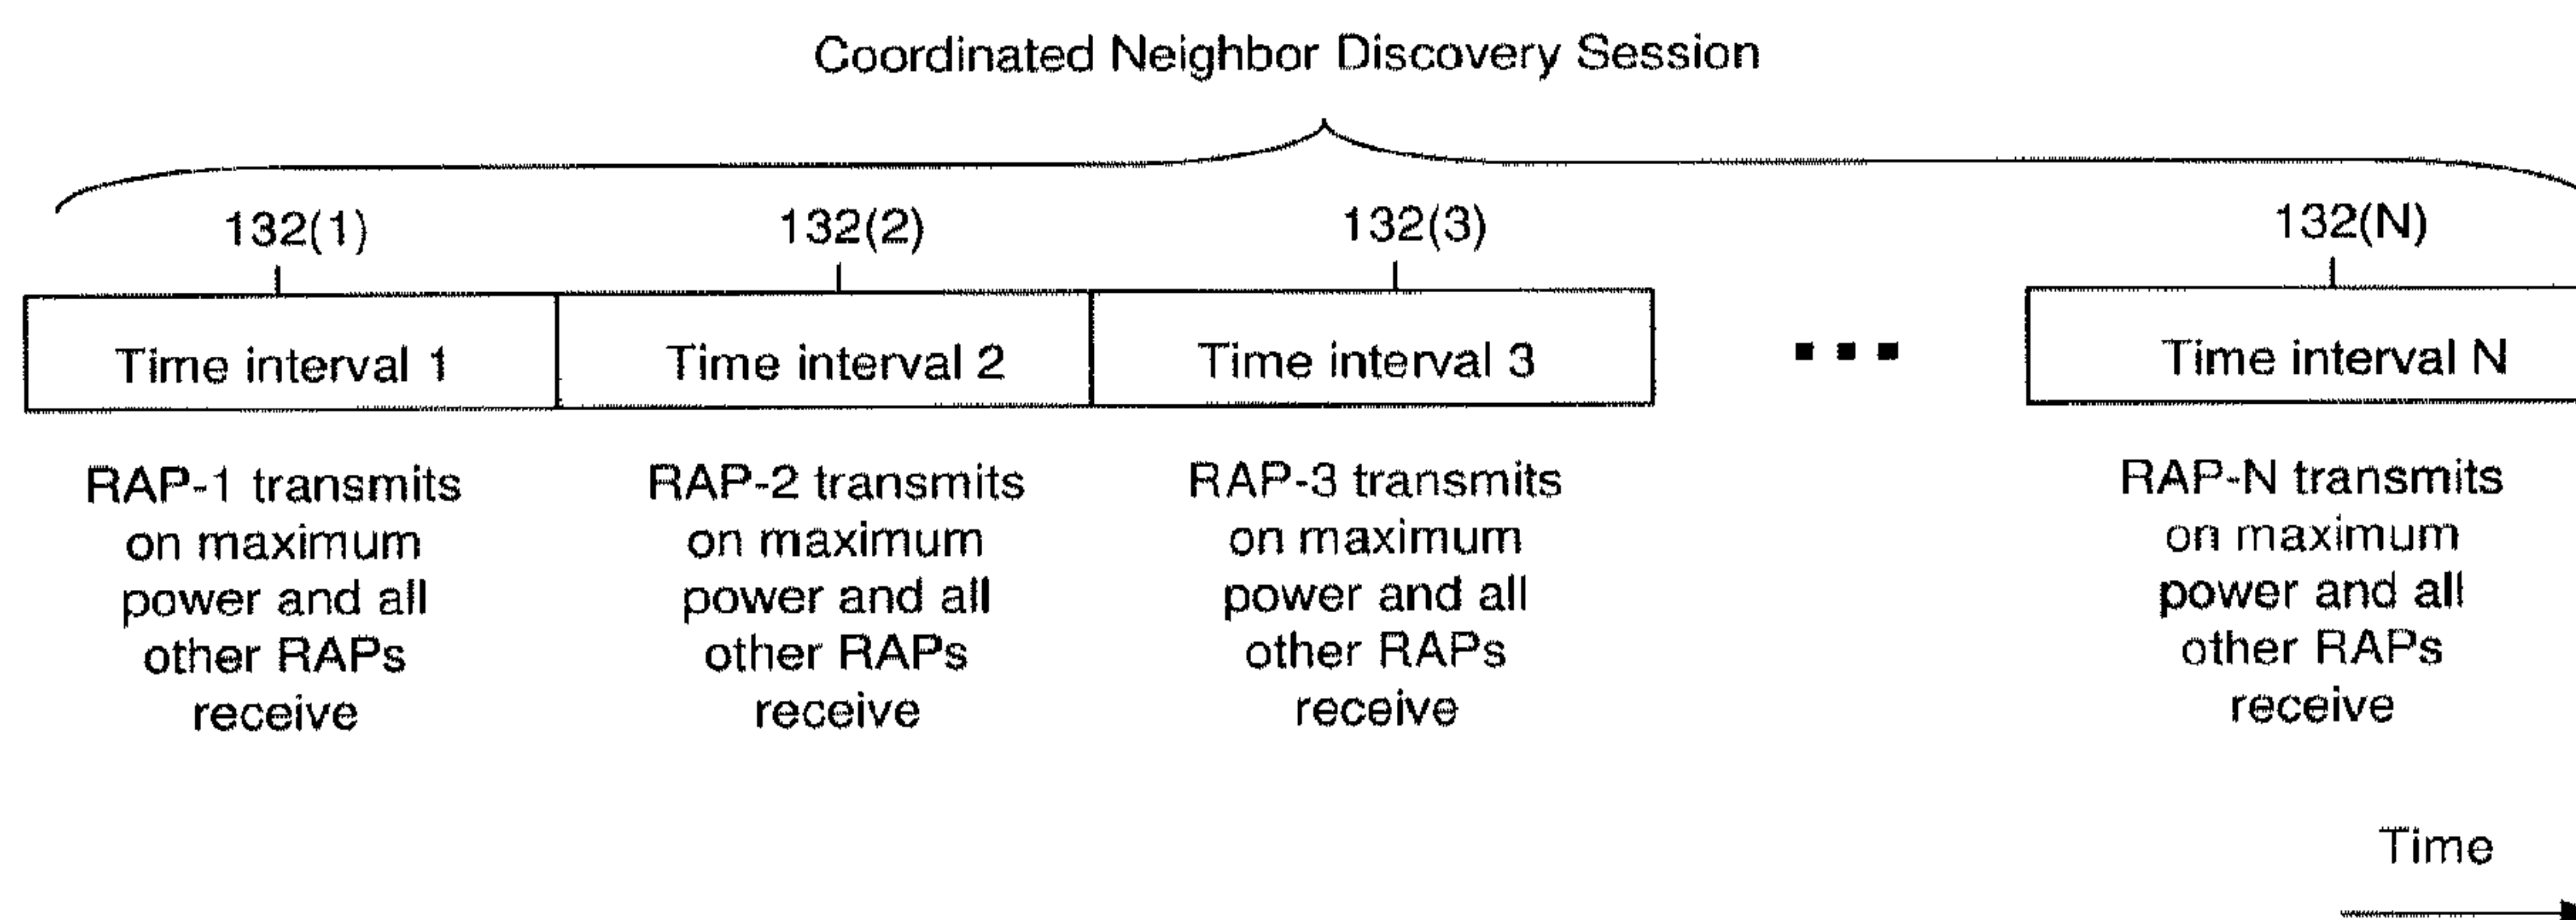 Coordinated Neighbor Discovery Session
132(1) 132(2) 132(3) 132(N)
Time interval 1 Time interval 2 Time interval 3 ... Time interval N
RAP-1 transmits
on maximum
power and all
other RAPs
receive
RAP-2 transmits
on maximum
power and all
other RAPs
receive
RAP-3 transmits
on maximum
power and all
other RAPs
receive
RAP-N transmits
on maximum
power and all
other RAPs
receive
Time